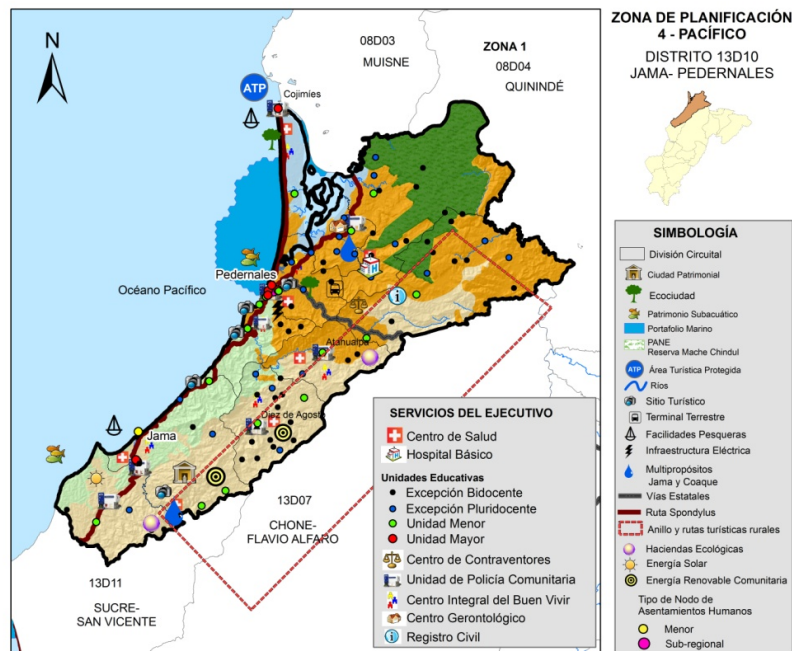 N
08D03
MUISNE
ZONA 1
08D04
QUININDÉ
ATP
Cojimíes
Pedernales
Océano Pacífico
H
i
Atahualpa
Diez de Agosto
Jama
13D07
CHONE-
FLAVIO ALFARO
13D11
SUCRE-
SAN VICENTE
SERVICIOS DEL EJECUTIVO
Centro de Salud
Hospital Básico
Unidades Educativas
Excepción Bidocente
Excepción Pluridocente
Unidad Menor
Unidad Mayor
Centro de Contraventores
Unidad de Policía Comunitaria
Centro Integral del Buen Vivir
Centro Gerontológico
Registro Civil
ZONA DE PLANIFICACIÓN
4 - PACÍFICO
DISTRITO 13D10
JAMA- PEDERNALES
SIMBOLOGÍA
División Circuital
Ciudad Patrimonial
Ecociudad
Patrimonio Subacuático
Portafolio Marino
PANE
Reserva Mache Chindul
ATP
Área Turística Protegida
Ríos
Sitio Turístico
Terminal Terrestre
Facilidades Pesqueras
Infraestructura Eléctrica
Multipropósitos
Jama y Coaque
Vías Estatales
Ruta Spondylus
Anillo y rutas turísticas rurales
Haciendas Ecológicas
Energía Solar
Energía Renovable Comunitaria
Tipo de Nodo de
Asentamientos Humanos
Menor
Sub-regional